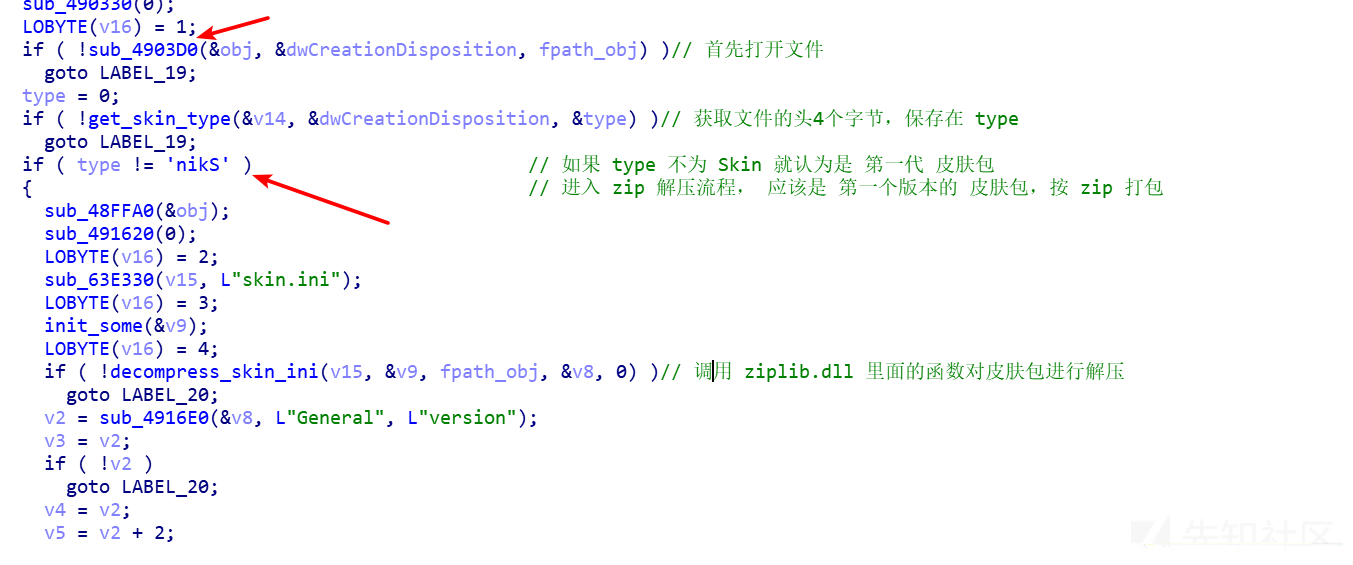 sub_490330(0);
LOBYTE(v16) = 1;
if ( !sub_4903D0(&obj, &dwCreationDisposition, fpath_obj) )// 首先打开文件
goto LABEL_19;
type = 0;
if ( !get_skin_type(&v14, &dwCreationDisposition, &type) )// 获取文件的头4个字节，保存在 type
goto LABEL_19;
if ( type != 'nikS' ) // 如果 type 不为 Skin 就认为是 第一代 皮肤包
{ // 进入 zip 解压流程， 应该是 第一个版本的 皮肤包，按 zip 打包
sub_48FFA0(&obj);
sub_491620(0);
LOBYTE(v16) = 2;
sub_63E330(v15, L"skin.ini");
LOBYTE(v16) = 3;
init_some(&v9);
LOBYTE(v16) = 4;
if ( !decompress_skin_ini(v15, &v9, fpath_obj, &v8, 0) )// 调用 ziplib.dll 里面的函数对皮肤包进行解压
goto LABEL_20;
v2 = sub_4916E0(&v8, L"General", L"version");
v3 = v2;
if ( !v2 )
goto LABEL_20;
v4 = v2;
v5 = v2 + 2;
先知社区